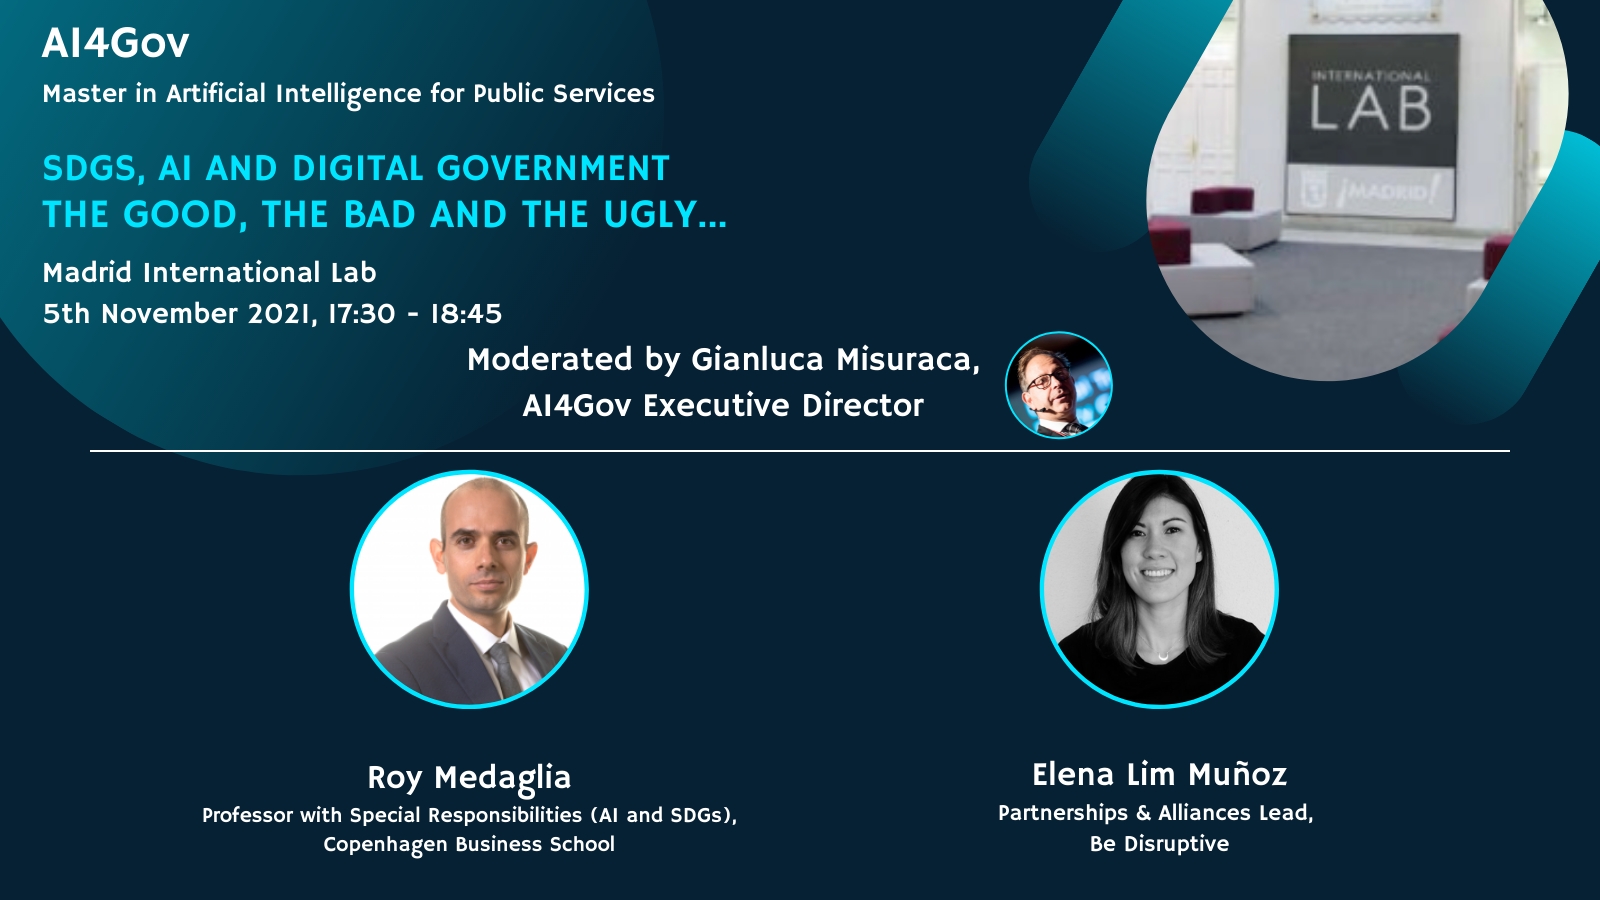 AI4Gov
Master in Artificial Intelligence for Public Services
SDGS, AI AND DIGITAL GOVERNMENT
THE GOOD, THE BAD AND THE UGLY...
Madrid International Lab
5th November 2021, 17:30 - 18:45
INTERNATIONAL
LAB
¡MADRID!
Moderated by Gianluca Misuraca,
AI4Gov Executive Director
Roy Medaglia
Professor with Special Responsibilities (AI and SDGs),
Copenhagen Business School
Elena Lim Muñoz
Partnerships & Alliances Lead,
Be Disruptive